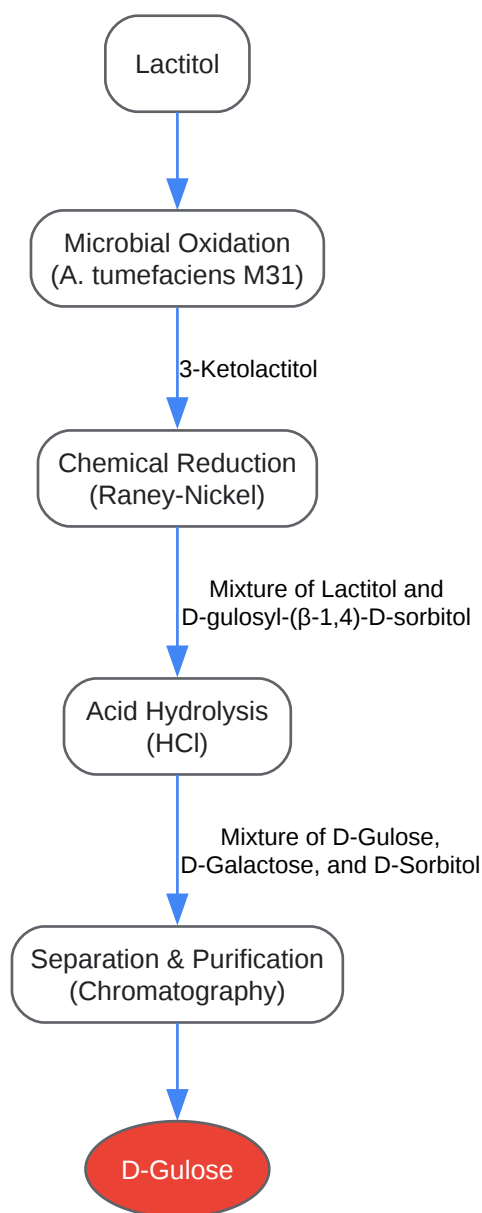 Lactitol
Microbial Oxidation
(A. tumefaciens M31)
3-Ketolactitol
Chemical Reduction
(Raney-Nickel)
Mixture of Lactitol and
D-gulosyl-(β-1,4)-D-sorbitol
Acid Hydrolysis
(HCl)
Mixture of D-Gulose,
D-Galactose, and D-Sorbitol
Separation & Purification
(Chromatography)
D-Gulose